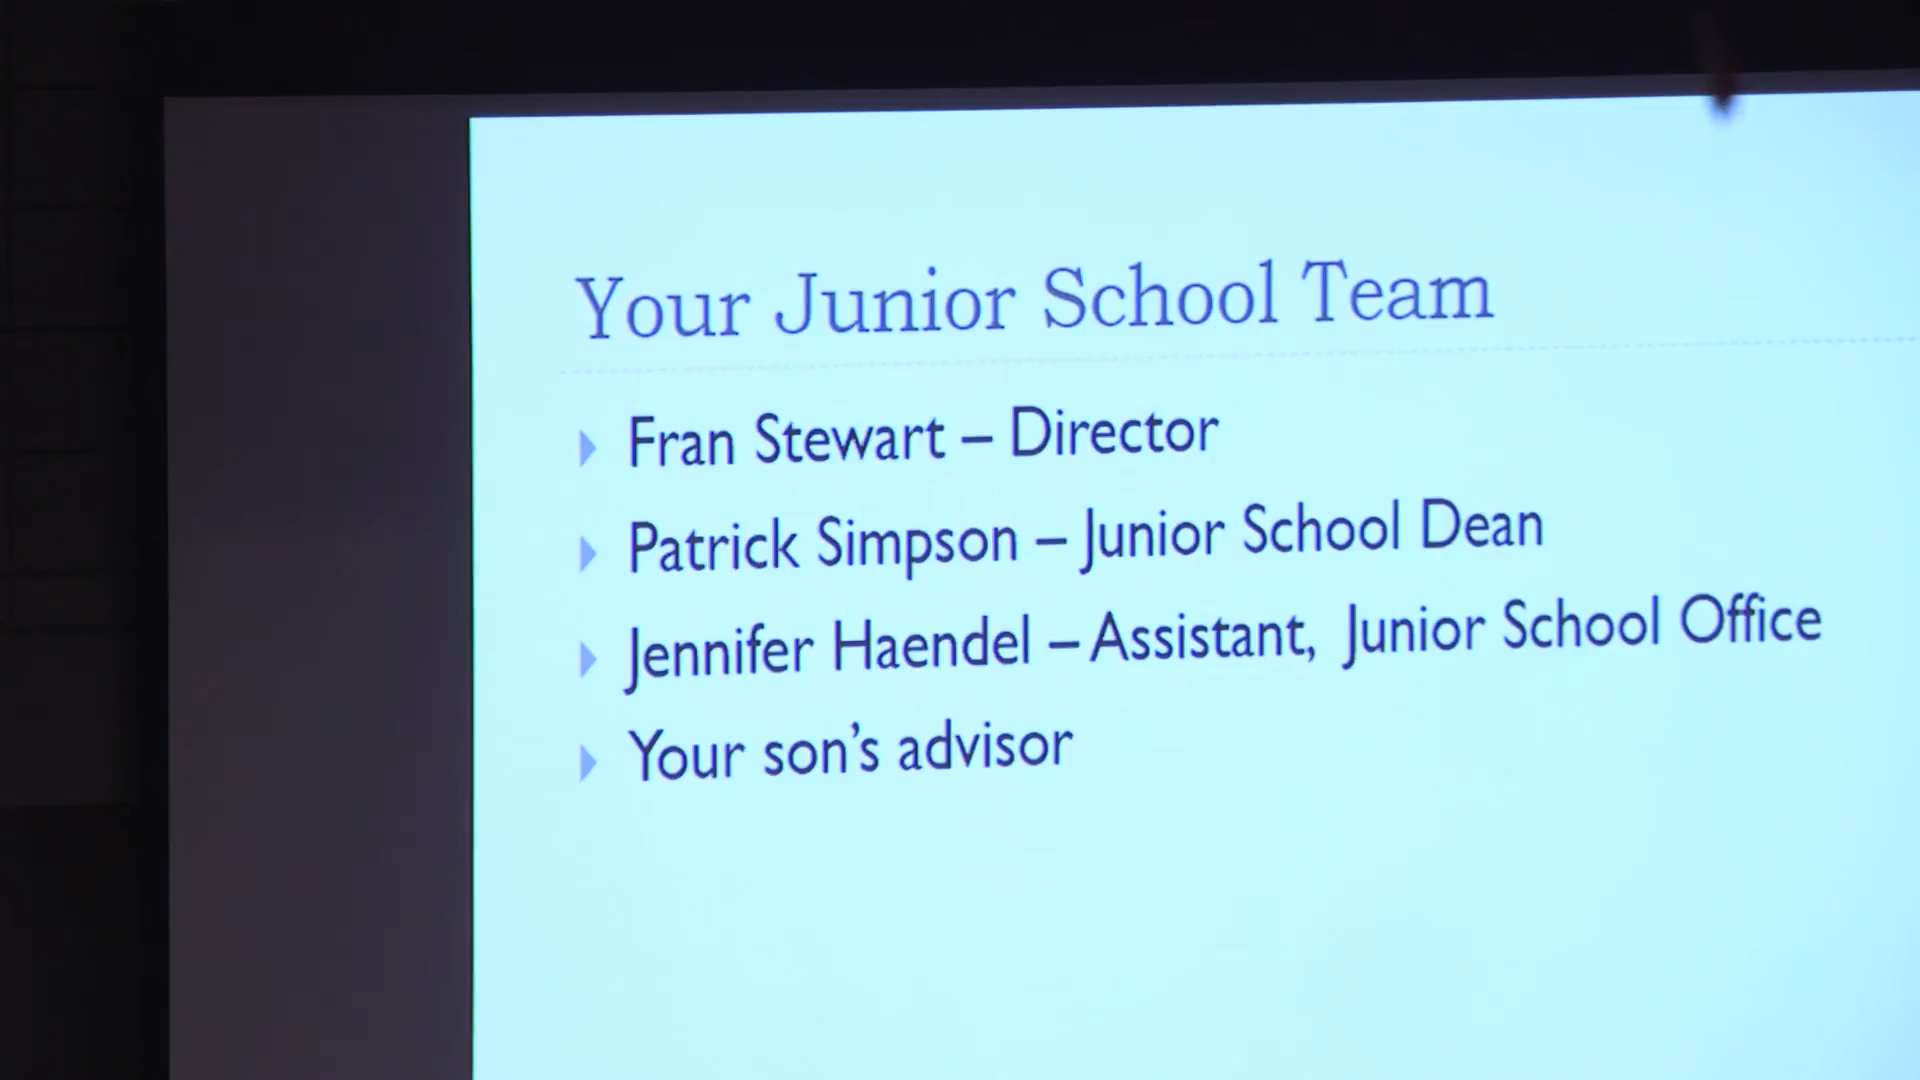 Your Junior School Team
Fran Stewart – Director
Patrick Simpson – Junior School Dean
Jennifer Haendel – Assistant, Junior School Office
Your son’s advisor